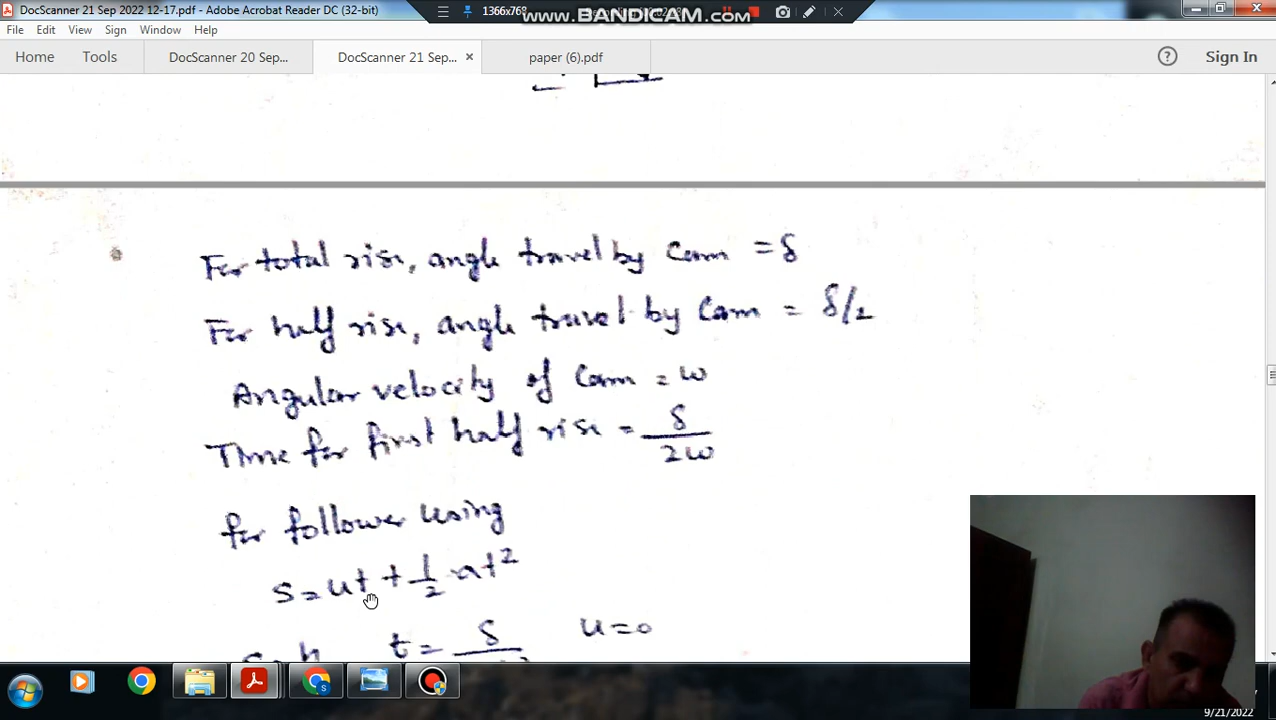 DocScanner 21 Sep 2022 12-17.pdf - Adobe Acrobat Reader DC (32-bit)
1366x768
www.BANDICAM.com
File Edit View Sign Window Help
Home Tools DocScanner 20 Sep... DocScanner 21 Sep... × paper (6).pdf
? Sign In
For total rise, angle travel by Cam = δ
For half rise, angle travel by Cam = δ/2
Angular velocity of Cam = ω
Time for first half rise = δ/2ω
for follower using
S = ut + 1/2 at²
t = δ u=0
9/21/2022